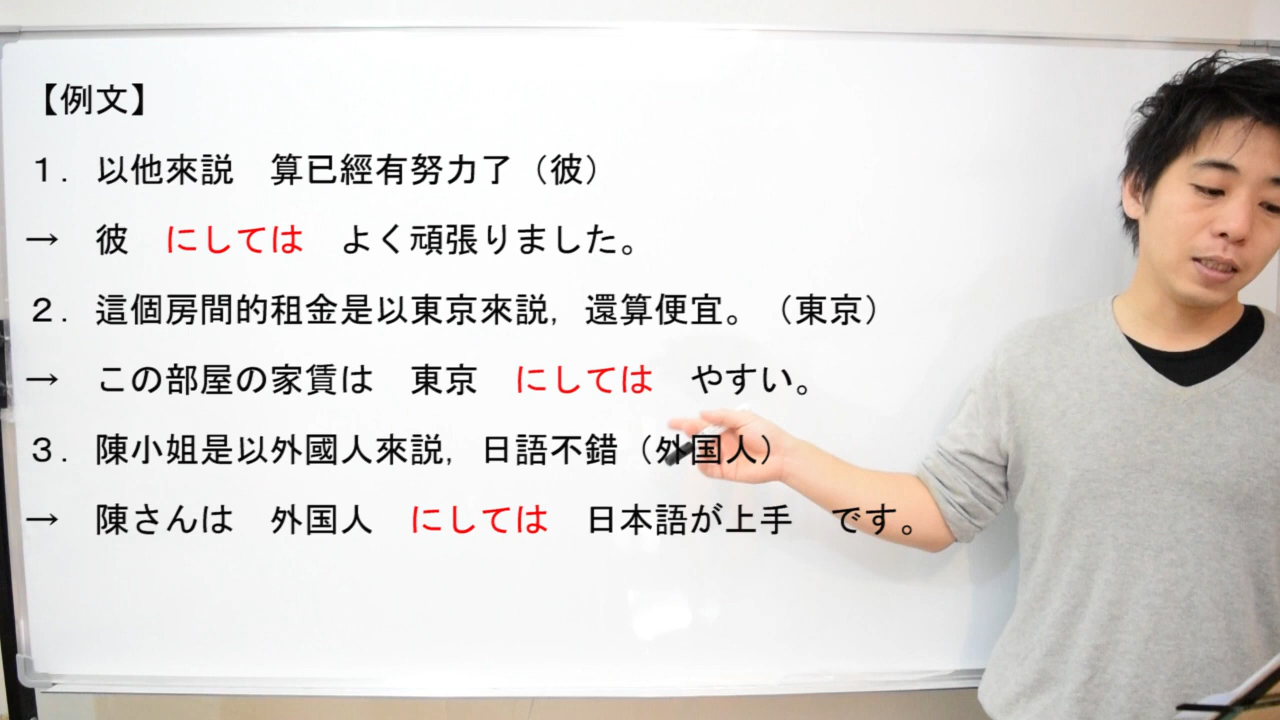 【例文】
１．以他來説　算已經有努力了（彼）
→　彼　にしては　よく頑張りました。
２．這個房間的租金是以東京來説，還算便宜。（東京）
→　この部屋の家賃は　東京　にしては　やすい。
３．陳小姐是以外國人來説，日語不錯（外国人）
→　陳さんは　外国人　にしては　日本語が上手　です。